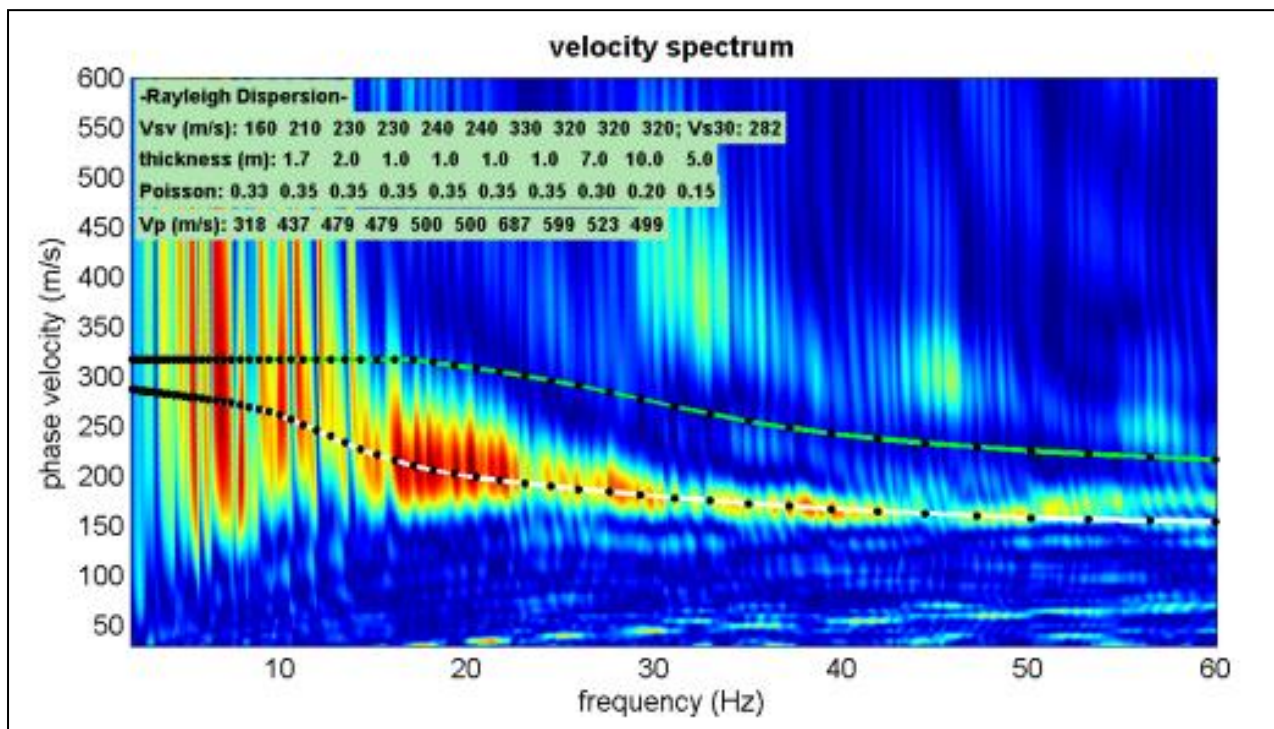 velocity spectrum
-Rayleigh Dispersion-
Vsv (m/s): 160 210 230 230 240 240 330 320 320 320; Vs30: 282
thickness (m): 1.7 2.0 1.0 1.0 1.0 1.0 7.0 10.0 5.0
Poisson: 0.33 0.35 0.35 0.35 0.35 0.35 0.35 0.30 0.20 0.15
Vp (m/s): 318 437 479 479 500 500 687 599 523 499
phase velocity (m/s)
600
550
500
450
400
350
300
250
200
150
100
50
10 20 30 40 50 60
frequency (Hz)